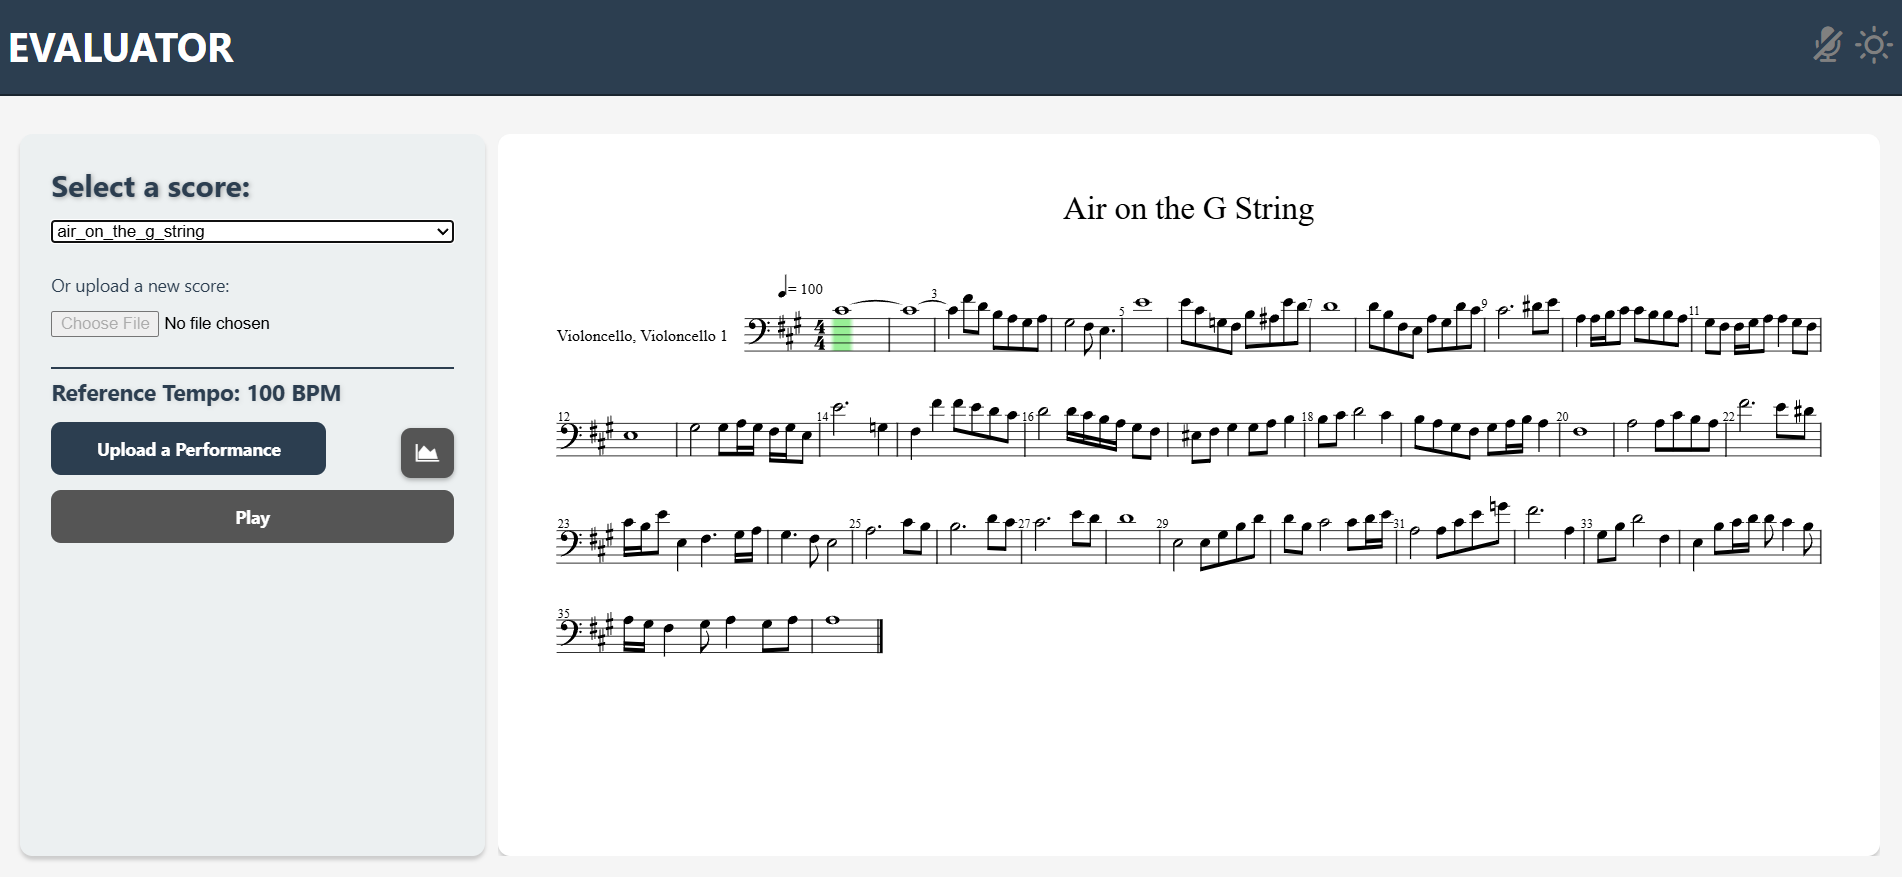 EVALUATOR
Select a score:
air_on_the_g_string
Or upload a new score:
Choose File No file chosen
Reference Tempo: 100 BPM
Upload a Performance
Play
Air on the G String
= 100
Violoncello, Violoncello 1
4
4
3
5
7
9
11
12
14
16
18
20
22
23
25
27
29
31
33
35